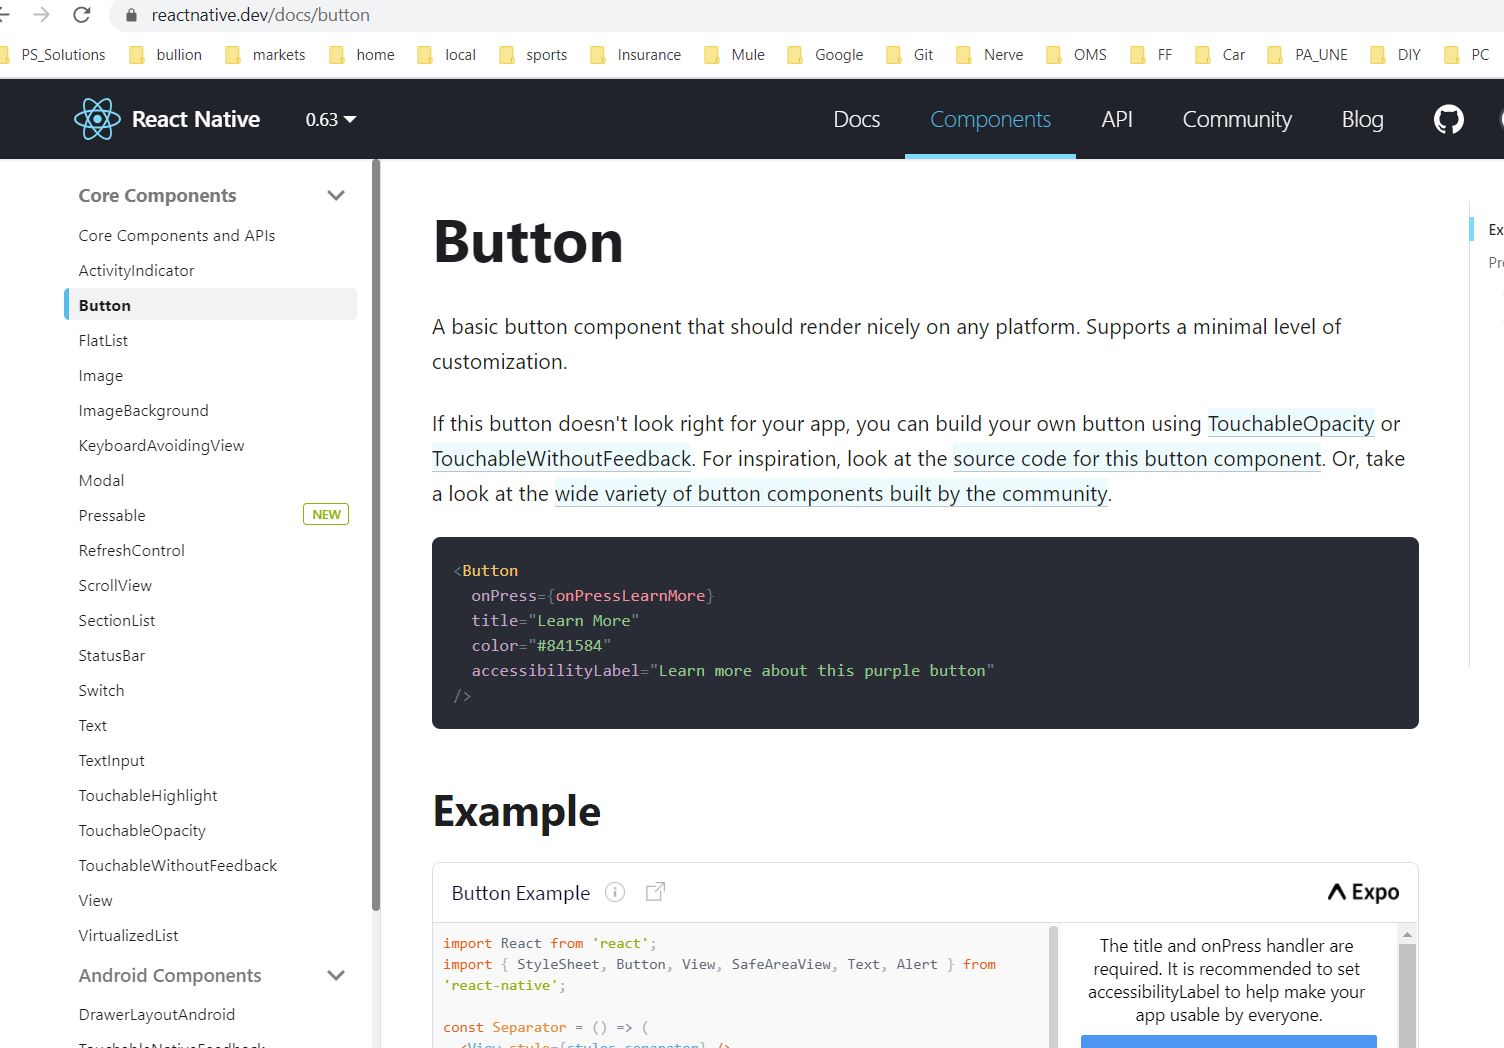 reactnative.dev/docs/button
PS_Solutions bullion markets home local sports Insurance Mule Google Git Nerve OMS FF Car PA_UNE DIY PC
React Native 0.63 Docs Components API Community Blog
Core Components
Core Components and APIs
ActivityIndicator
Button
FlatList
Image
ImageBackground
KeyboardAvoidingView
Modal
Pressable NEW
RefreshControl
ScrollView
SectionList
StatusBar
Switch
Text
TextInput
TouchableHighlight
TouchableOpacity
TouchableWithoutFeedback
View
VirtualizedList
Android Components
DrawerLayoutAndroid
TouchableNativeFeedback
Button
A basic button component that should render nicely on any platform. Supports a minimal level of
customization.
If this button doesn't look right for your app, you can build your own button using TouchableOpacity or
TouchableWithoutFeedback. For inspiration, look at the source code for this button component. Or, take
a look at the wide variety of button components built by the community.
<Button
onPress={onPressLearnMore}
title="Learn More"
color="#841584"
accessibilityLabel="Learn more about this purple button"
/>
Example
Button Example Expo
import React from 'react';
import { StyleSheet, Button, View, SafeAreaView, Text, Alert } from
'react-native';
const Separator = () => (
<View style={styles.separator} />
The title and onPress handler are
required. It is recommended to set
accessibilityLabel to help make your
app usable by everyone.
Ex
Pr